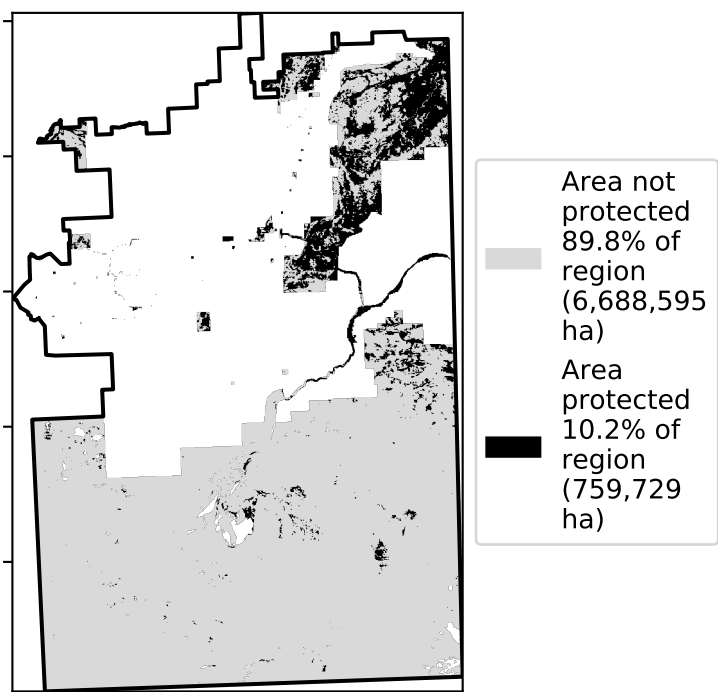 Area not
protected
89.8% of
region
(6,688,595
ha)
Area
protected
10.2% of
region
(759,729
ha)